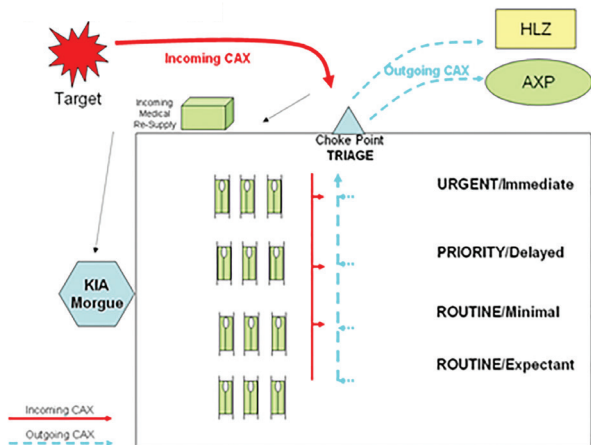 HLZ
Incoming CAX
Outgoing CAX
AXP
Target
Incoming
Medical
Re-Supply
Choke Point
TRIAGE
URGENT/Immediate
PRIORITY/Delayed
KIA
Morgue
ROUTINE/Minimal
ROUTINE/Expectant
Incoming CAX
Outgoing CAX